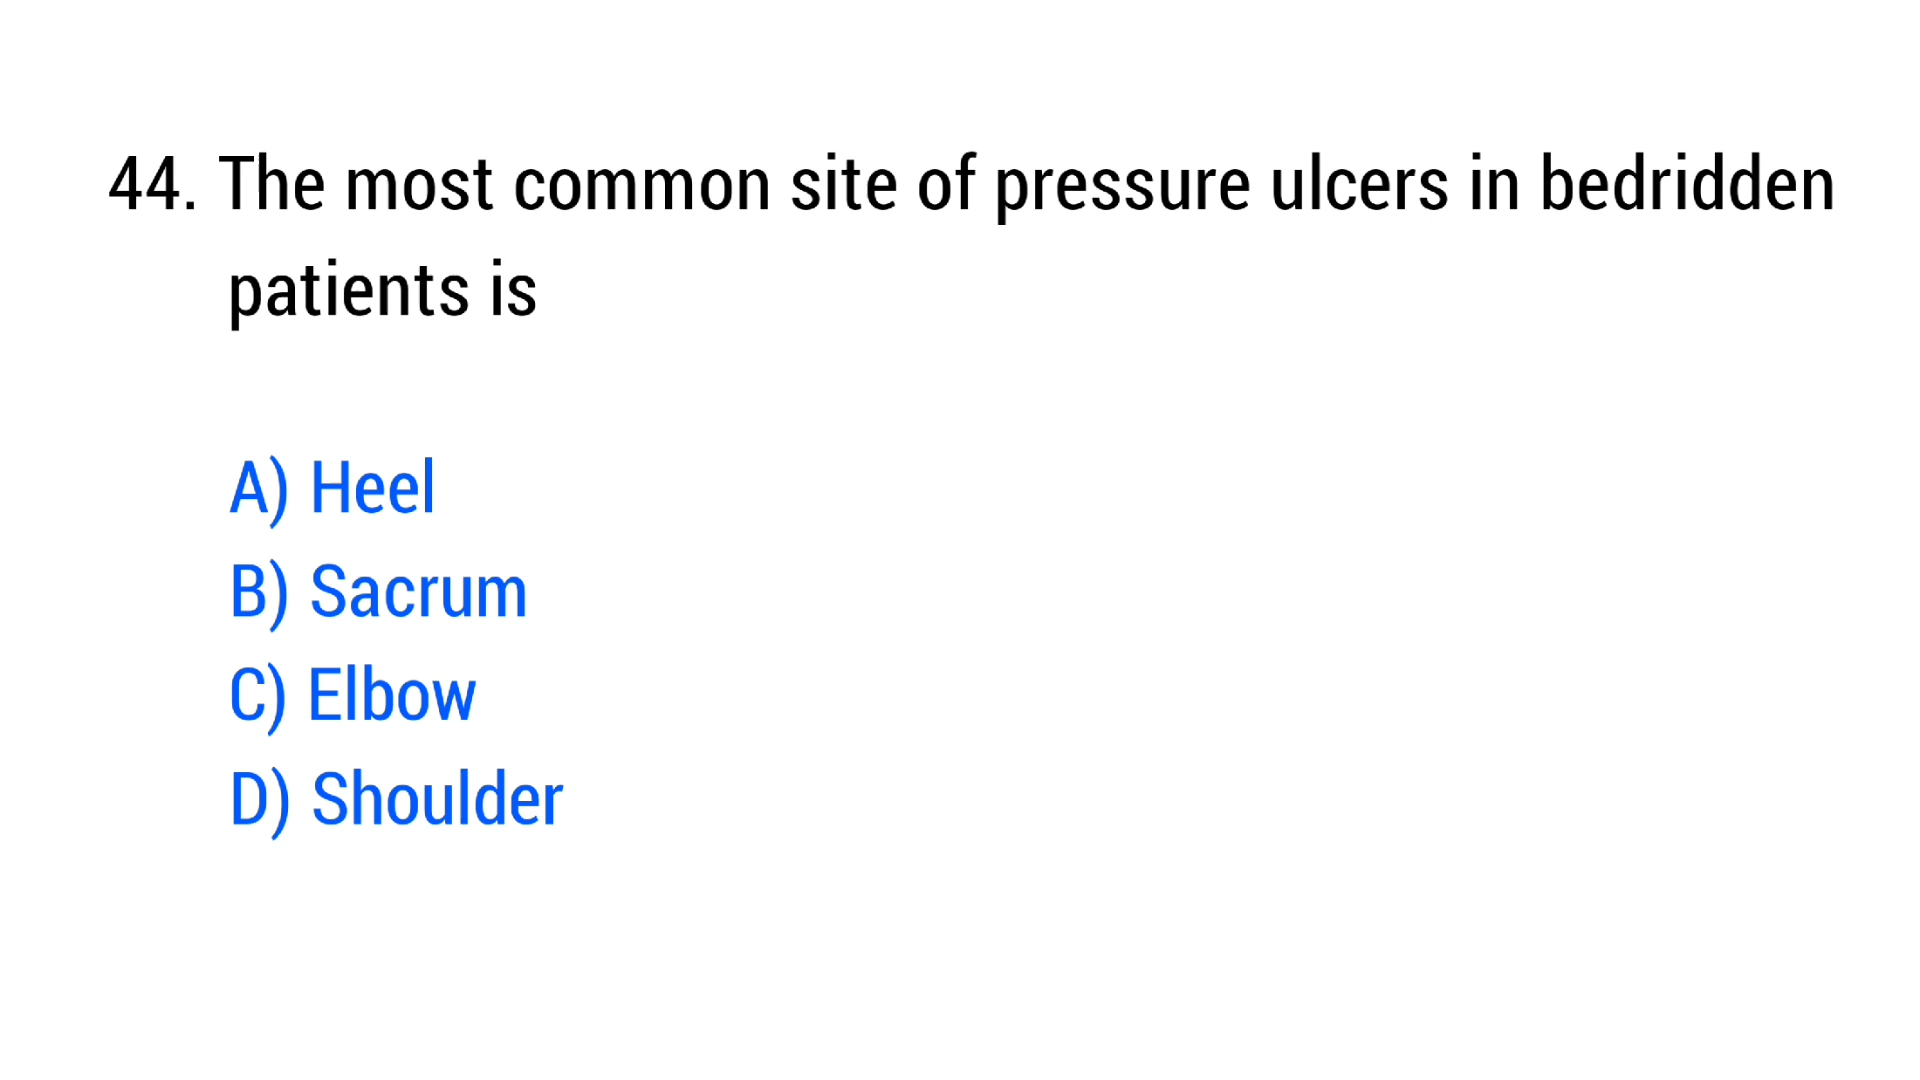 44. The most common site of pressure ulcers in bedridden
patients is
A) Heel
B) Sacrum
C) Elbow
D) Shoulder